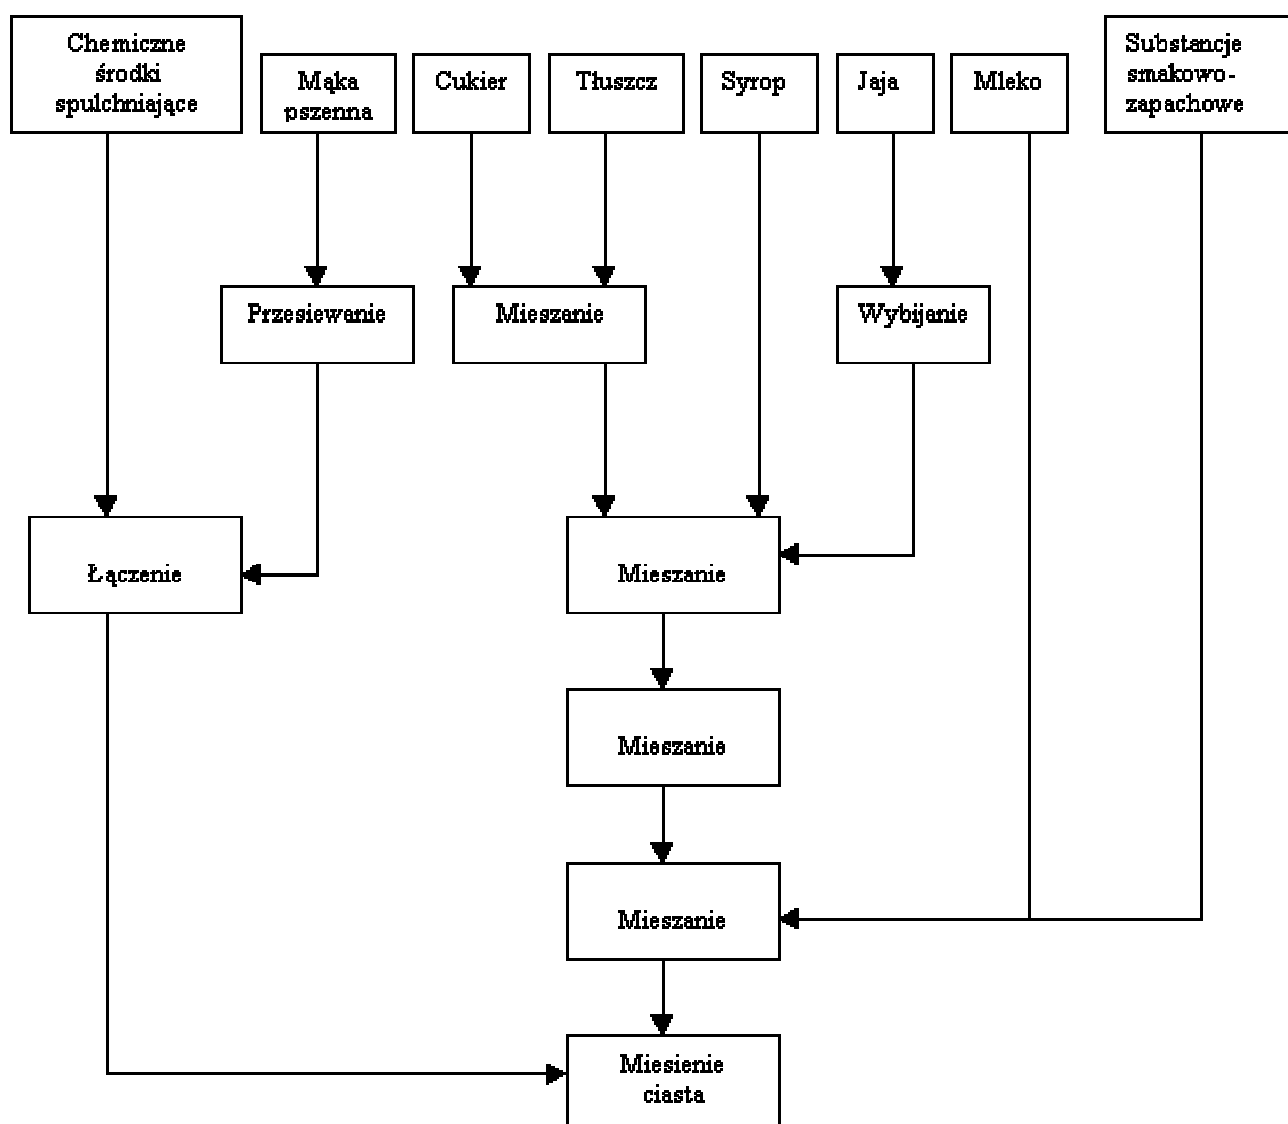 Chemiczne
środki
spulchniające
Mąka
pszenna
Cukier
Tłuszcz
Syrop
Jaja
Mleko
Substancje
smakowo-
zapachowe
Przesiewanie
Mieszanie
Wybijanie
Łączenie
Mieszanie
Mieszanie
Mieszanie
Miesienie
ciasta